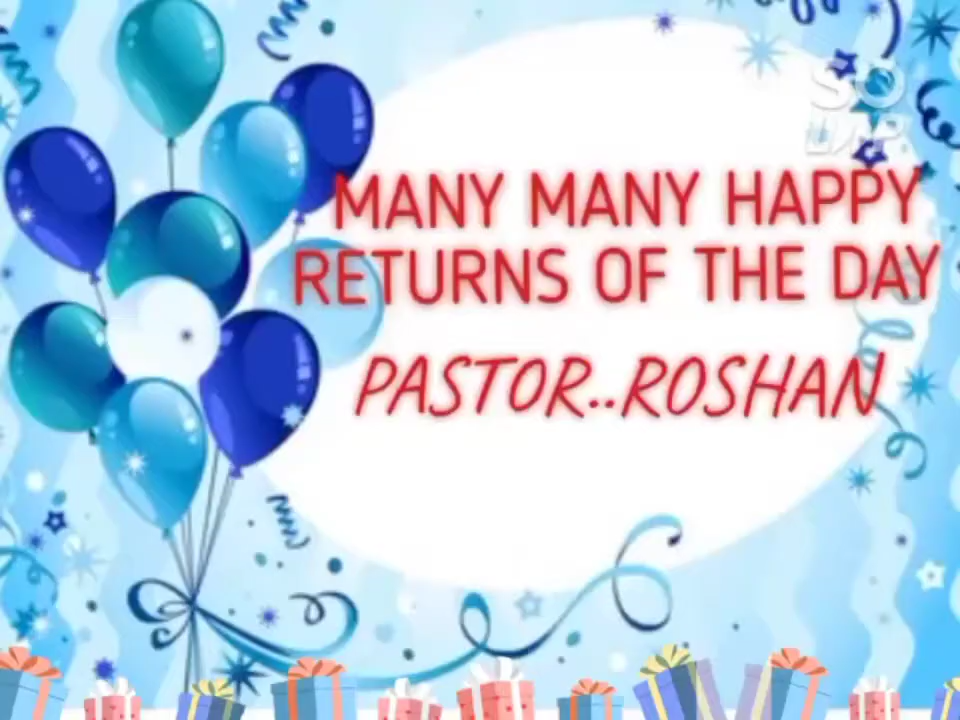 MANY MANY HAPPY
RETURNS OF THE DAY
PASTOR..ROSHAN